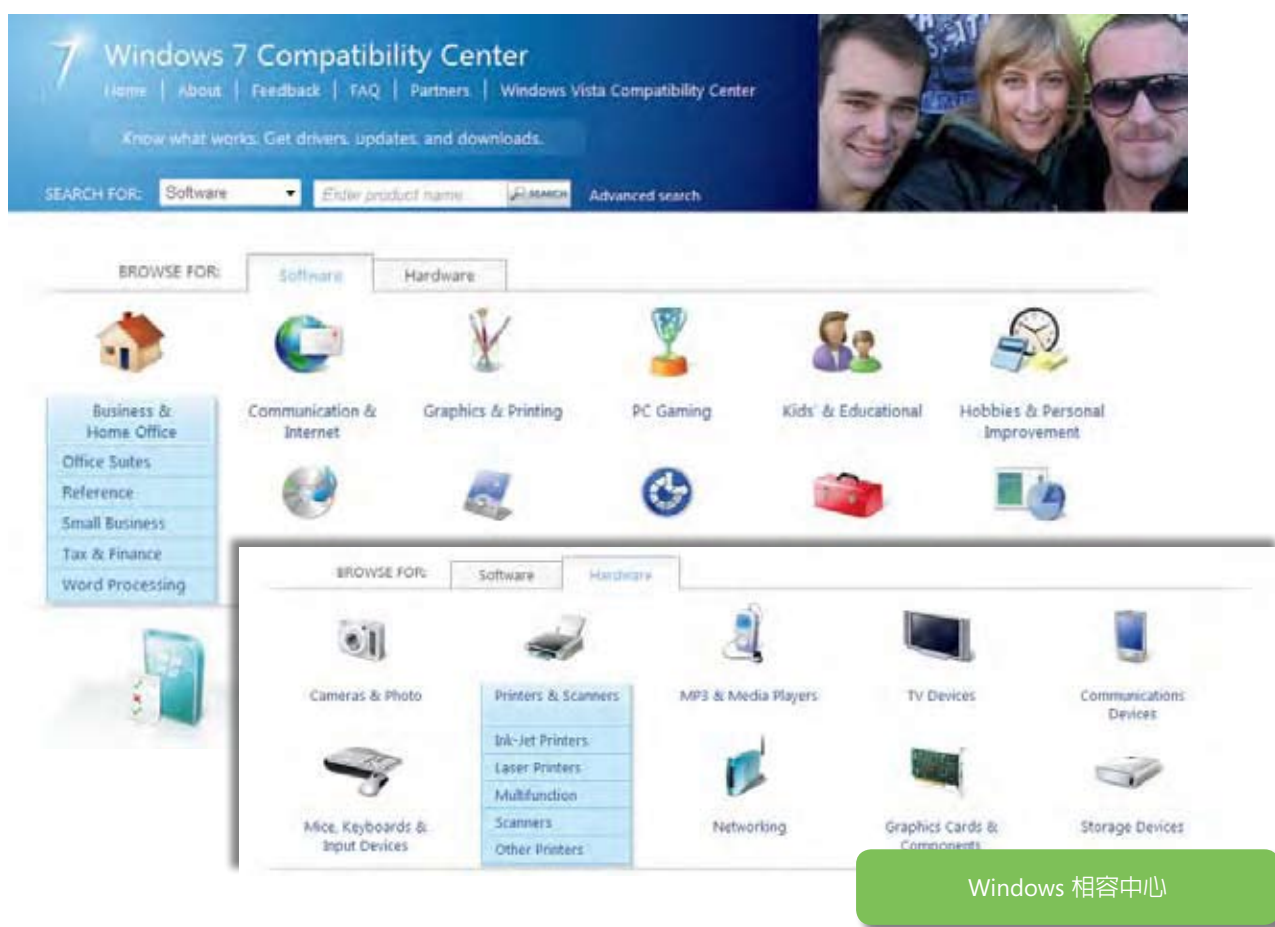 7 Windows 7 Compatibility Center
Home | About | Feedback | FAQ | Partners | Windows Vista Compatibility Center
Know what works. Get drivers, updates, and downloads.
SEARCH FOR: Software Enter product name SEARCH Advanced search
BROWSE FOR: Software Hardware
Business &
Home Office
Communication &
Internet
Graphics & Printing
PC Gaming
Kids' & Educational
Hobbies & Personal
Improvement
Office Suites
Reference
Small Business
Tax & Finance
Word Processing
BROWSE FOR: Software Hardware
Cameras & Photo
Printers & Scanners
MP3 & Media Players
TV Devices
Communications
Devices
Ink-Jet Printers
Laser Printers
Multifunction
Scanners
Other Printers
Mice, Keyboards &
Input Devices
Networking
Graphics Cards &
Components
Storage Devices
Windows 相容中心